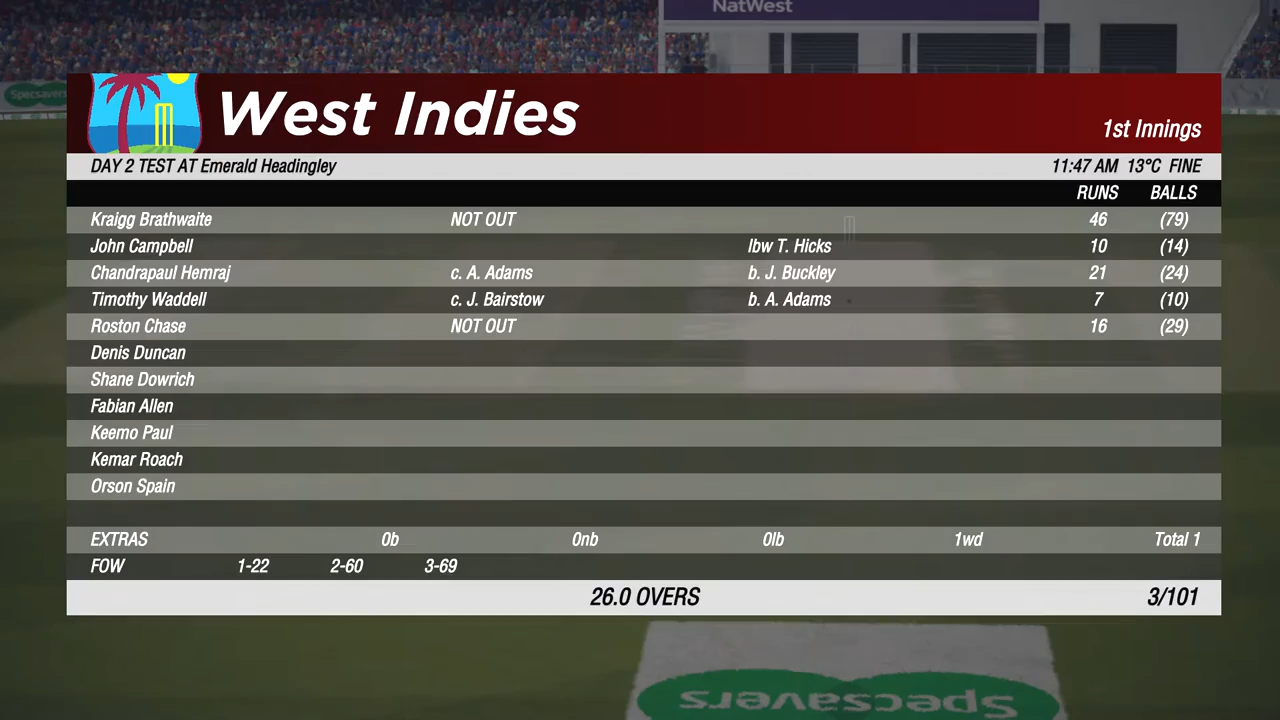 NatWest
Specsavers
West Indies
1st Innings
DAY 2 TEST AT Emerald Headingley 11:47 AM 13°C FINE
RUNS BALLS
Kraigg Brathwaite NOT OUT 46 (79)
John Campbell lbw T. Hicks 10 (14)
Chandrapaul Hemraj c. A. Adams b. J. Buckley 21 (24)
Timothy Waddell c. J. Bairstow b. A. Adams 7 (10)
Roston Chase NOT OUT 16 (29)
Denis Duncan
Shane Dowrich
Fabian Allen
Keemo Paul
Kemar Roach
Orson Spain
EXTRAS 0b 0nb 0lb 1wd Total 1
FOW 1-22 2-60 3-69
26.0 OVERS 3/101
Specsavers